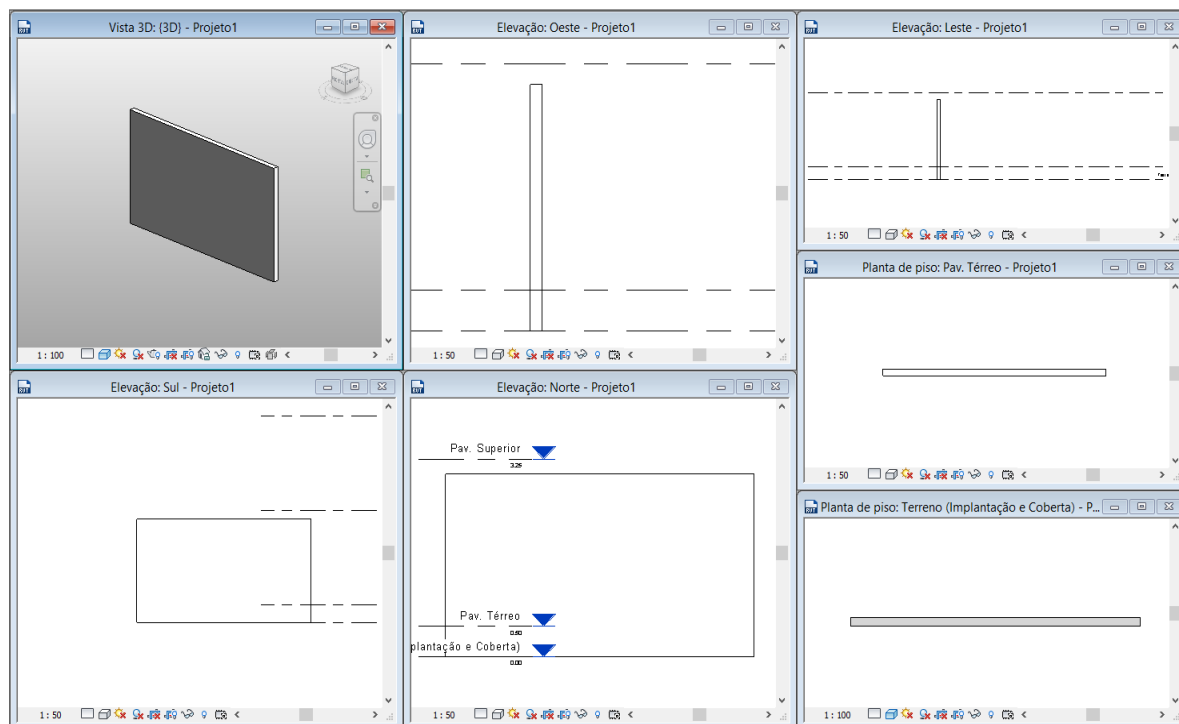 Vista 3D: {3D} - Projeto1
1 : 100
Elevação: Oeste - Projeto1
1 : 50
Elevação: Leste - Projeto1
1 : 50
Planta de piso: Pav. Térreo - Projeto1
1 : 50
Elevação: Sul - Projeto1
1 : 50
Elevação: Norte - Projeto1
Pav. Superior
3.25
Pav. Térreo
0.50
plantação e Coberta)
0.00
1 : 50
Planta de piso: Terreno (Implantação e Coberta) - P...
1 : 100